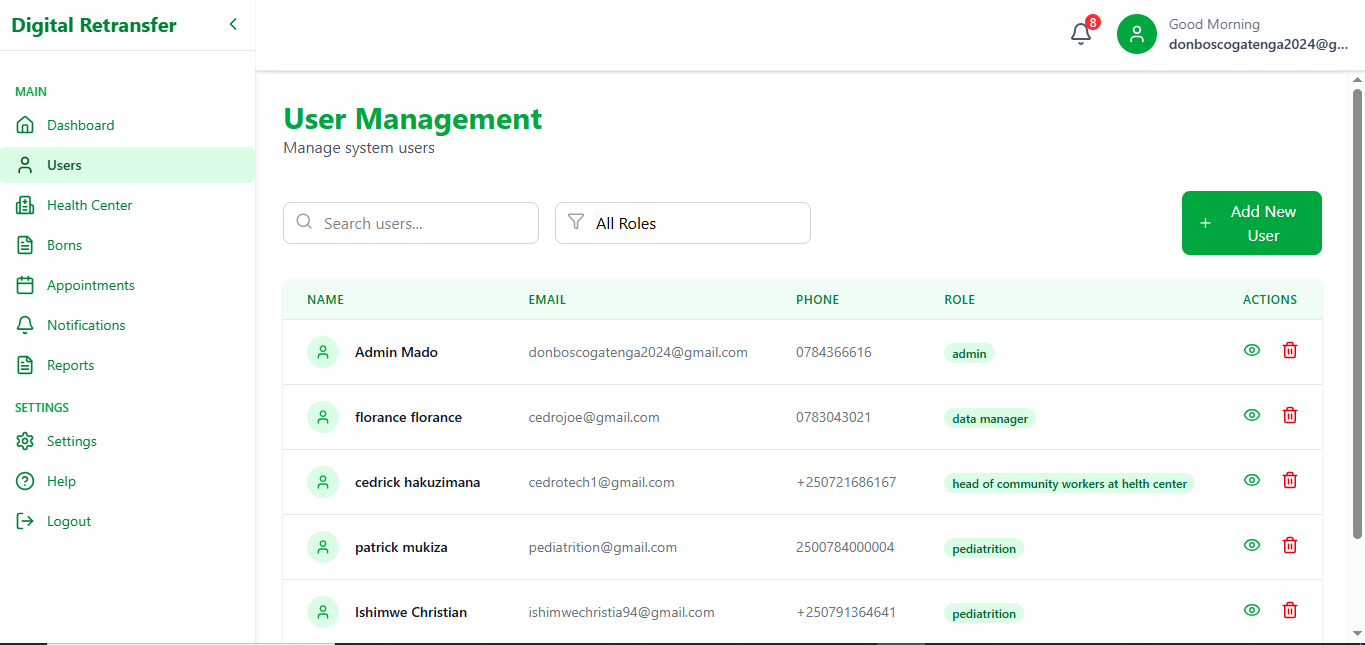 Digital Retransfer
8
Good Morning
donboscogatenga2024@g...
MAIN
Dashboard
Users
Health Center
Borns
Appointments
Notifications
Reports
SETTINGS
Settings
Help
Logout
User Management
Manage system users
Search users...
All Roles
Add New
User
NAME EMAIL PHONE ROLE ACTIONS
Admin Mado donboscogatenga2024@gmail.com 0784366616 admin
florance florance cedrojoe@gmail.com 0783043021 data manager
cedrick hakuzimana cedrotech1@gmail.com +250721686167 head of community workers at helth center
patrick mukiza pediatrition@gmail.com 2500784000004 pediatrition
Ishimwe Christian ishimwechristia94@gmail.com +250791364641 pediatrition